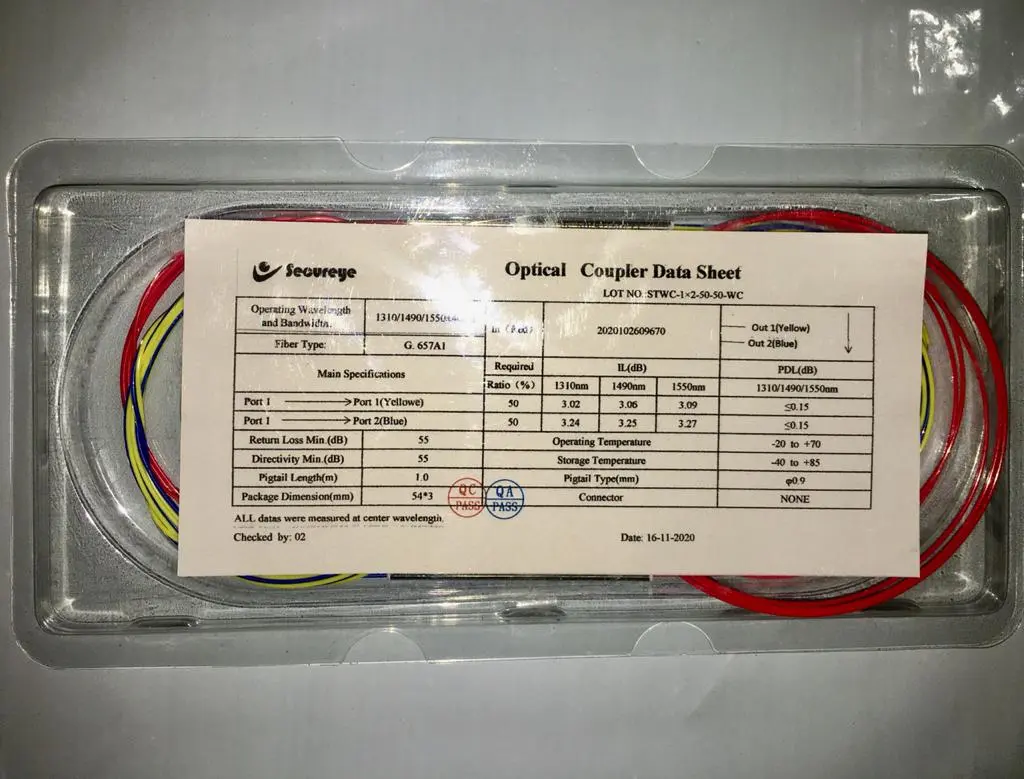 Secureye
Optical Coupler Data Sheet
LOT NO.:STWC-1×2-50-50-WC
Operating Wavelength and Bandwidth. 1310/1490/1550
In (Red) 2020102609670
Out 1(Yellow)
Out 2(Blue)
Fiber Type: G. 657A1
Main Specifications
Required IL(dB) PDL(dB)
Ratio (%) 1310nm 1490nm 1550nm 1310/1490/1550nm
Port 1 Port 1(Yellowe) 50 3.02 3.06 3.09 ≤0.15
Port 1 Port 2(Blue) 50 3.24 3.25 3.27 ≤0.15
Return Loss Min.(dB) 55 Operating Temperature -20 to +70
Directivity Min.(dB) 55 Storage Temperature -40 to +85
Pigtail Length(m) 1.0 Pigtail Type(mm) φ0.9
Package Dimension(mm) 54*3 Connector NONE
QC PASS
QA PASS
ALL datas were measured at center wavelength.
Checked by: 02 Date: 16-11-2020